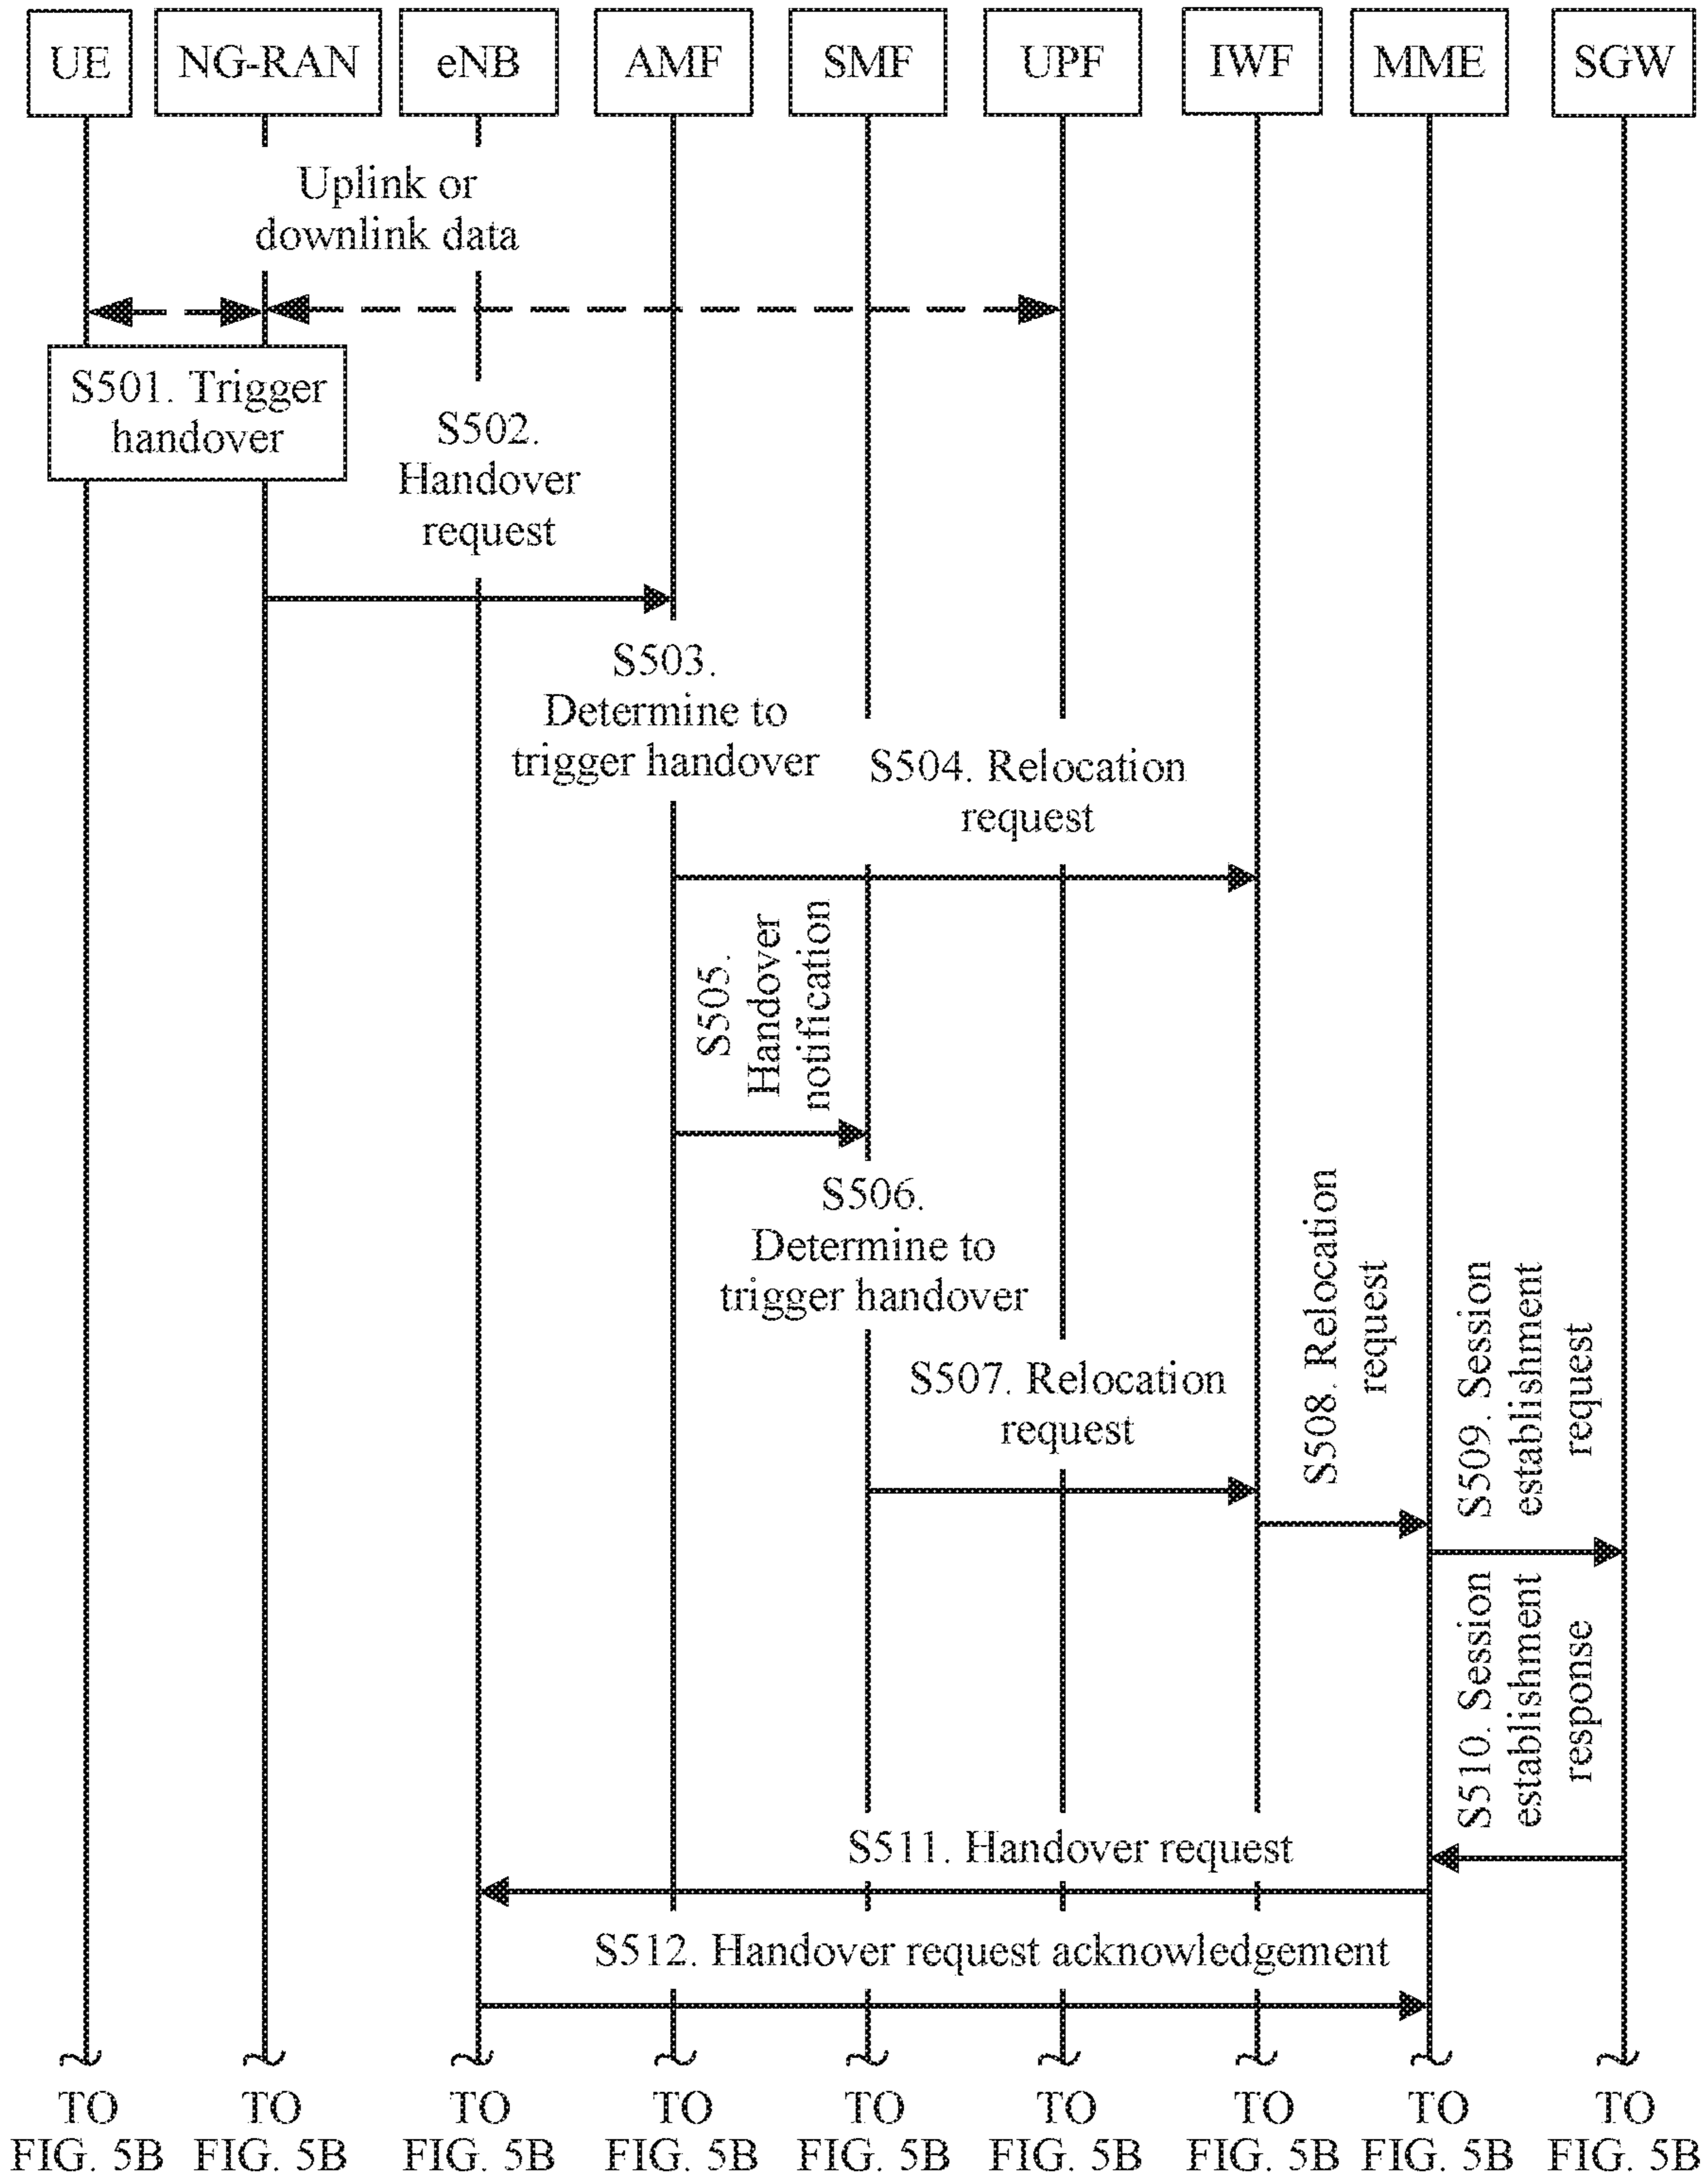 UE
NG-RAN
eNB
AMF
SMF
UPF
IWF
MME
SGW
Uplink or
downlink data
S501. Trigger
handover
S502.
Handover
request
S503.
Determine to
trigger handover
S504. Relocation
request
S505.
Handover
notification
S506.
Determine to
trigger handover
S507. Relocation
request
S508. Relocation
request
S509. Session
establishment
request
S510. Session
establishment
response
S511. Handover request
S512. Handover request acknowledgement
TO
FIG. 5B
TO
FIG. 5B
TO
FIG. 5B
TO
FIG. 5B
TO
FIG. 5B
TO
FIG. 5B
TO
FIG. 5B
TO
FIG. 5B
TO
FIG. 5B